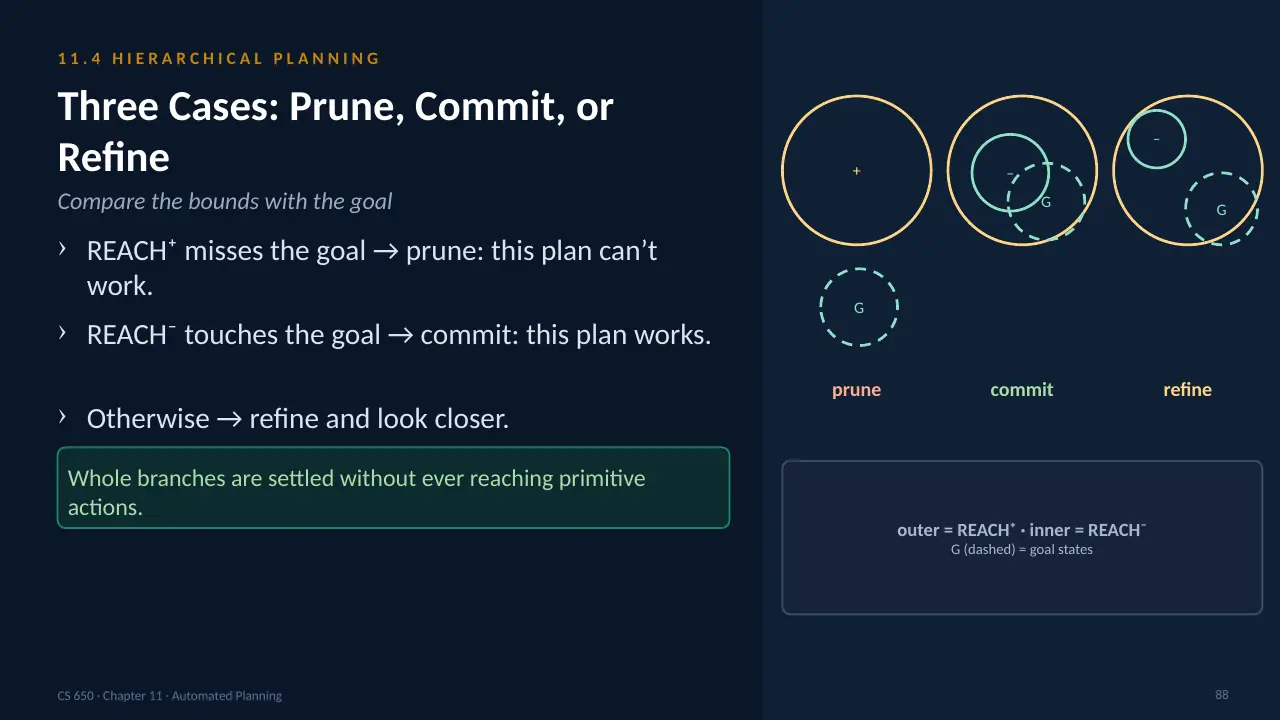 11.4 HIERARCHICAL PLANNING
Three Cases: Prune, Commit, or
Refine
Compare the bounds with the goal
› REACH⁺ misses the goal → prune: this plan can’t
work.
› REACH⁻ touches the goal → commit: this plan works.
› Otherwise → refine and look closer.
Whole branches are settled without ever reaching primitive
actions.
+
−
G
−
G
G
prune
commit
refine
outer = REACH⁺ · inner = REACH⁻
G (dashed) = goal states
CS 650 · Chapter 11 · Automated Planning
88